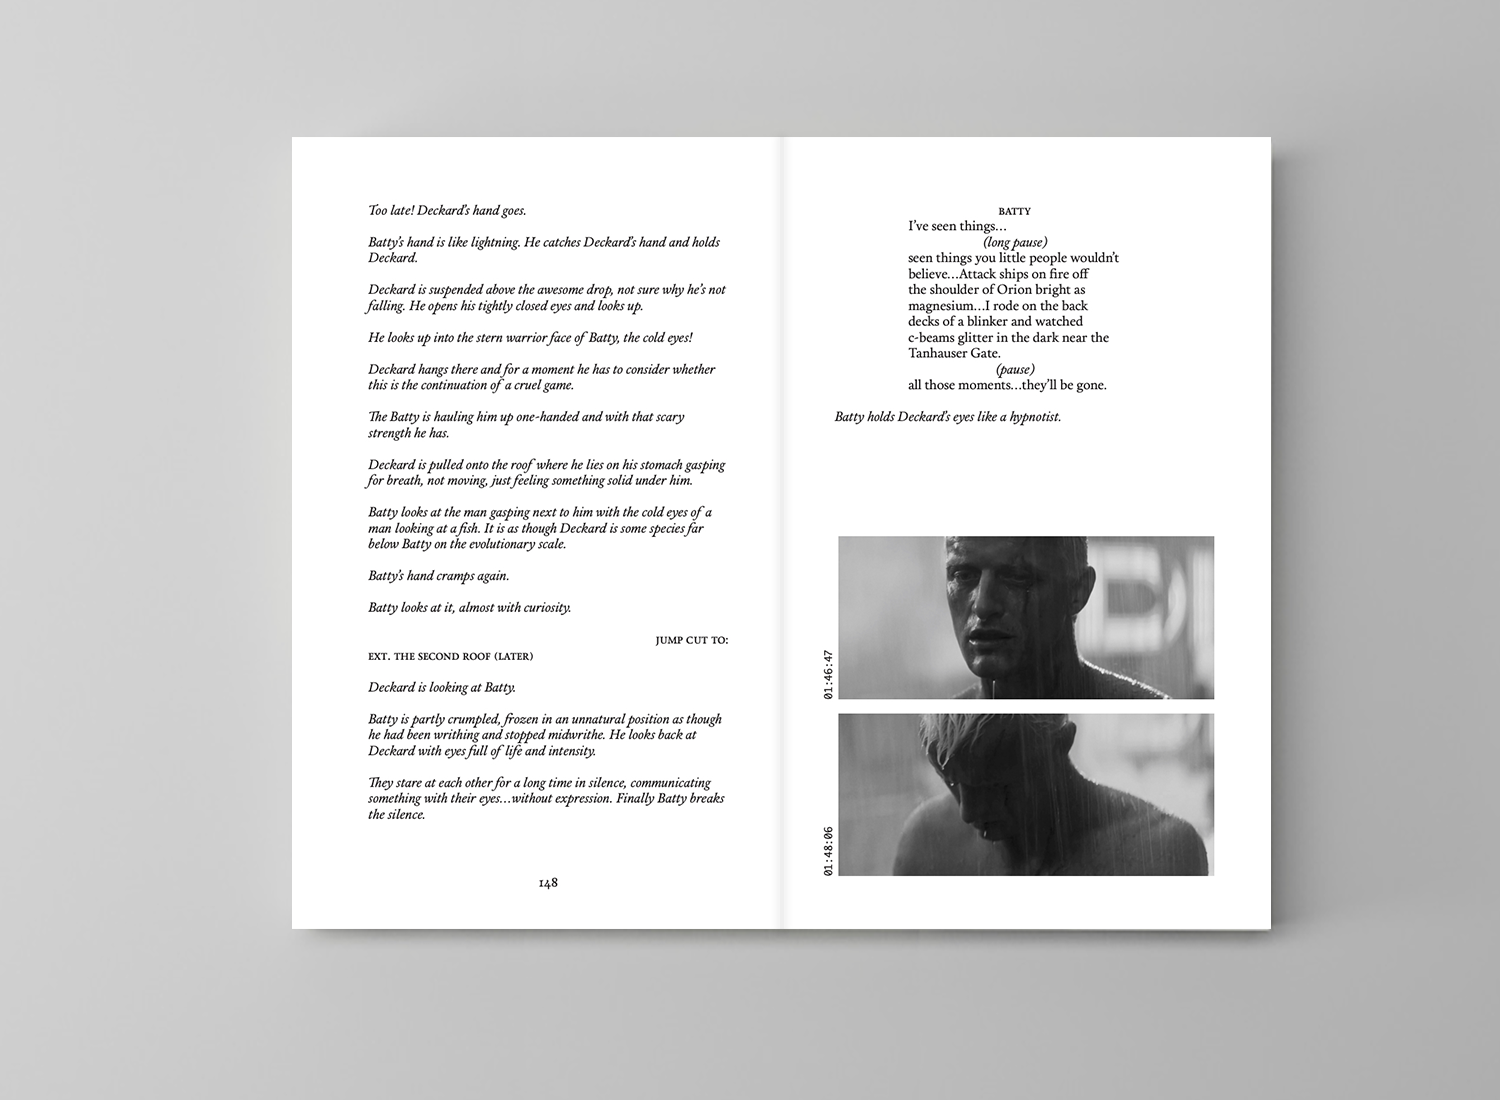 Too late! Deckard's hand goes.
Batty's hand is like lightning. He catches Deckard's hand and holds
Deckard.
Deckard is suspended above the awesome drop, not sure why he's not
falling. He opens his tightly closed eyes and looks up.
He looks up into the stern warrior face of Batty, the cold eyes!
Deckard hangs there and for a moment he has to consider whether
this is the continuation of a cruel game.
The Batty is hauling him up one-handed and with that scary
strength he has.
Deckard is pulled onto the roof where he lies on his stomach gasping
for breath, not moving, just feeling something solid under him.
Batty looks at the man gasping next to him with the cold eyes of a
man looking at a fish. It is as though Deckard is some species far
below Batty on the evolutionary scale.
Batty's hand cramps again.
Batty looks at it, almost with curiosity.
JUMP CUT TO:
EXT. THE SECOND ROOF (LATER)
Deckard is looking at Batty.
Batty is partly crumpled, frozen in an unnatural position as though
he had been writhing and stopped midwrithe. He looks back at
Deckard with eyes full of life and intensity.
They stare at each other for a long time in silence, communicating
something with their eyes...without expression. Finally Batty breaks
the silence.
148
BATTY
I've seen things...
(long pause)
seen things you little people wouldn't
believe...Attack ships on fire off
the shoulder of Orion bright as
magnesium...I rode on the back
decks of a blinker and watched
c-beams glitter in the dark near the
Tanhauser Gate.
(pause)
all those moments...they'll be gone.
Batty holds Deckard's eyes like a hypnotist.
01:46:47
01:48:06